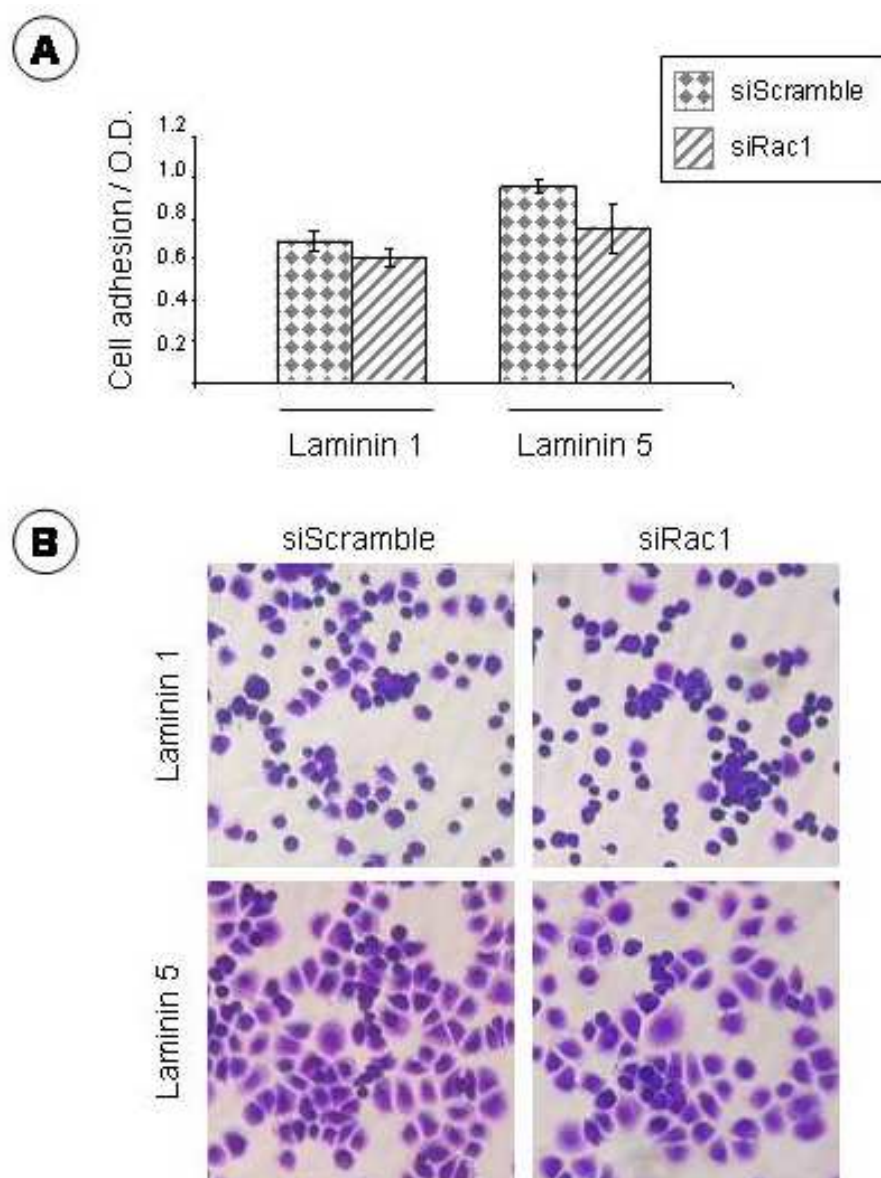 A
siScramble
siRac1
Cell adhesion / O.D.
1.2
1.0
0.8
0.6
0.4
0.2
Laminin 1
Laminin 5
B
siScramble
siRac1
Laminin 1
Laminin 5